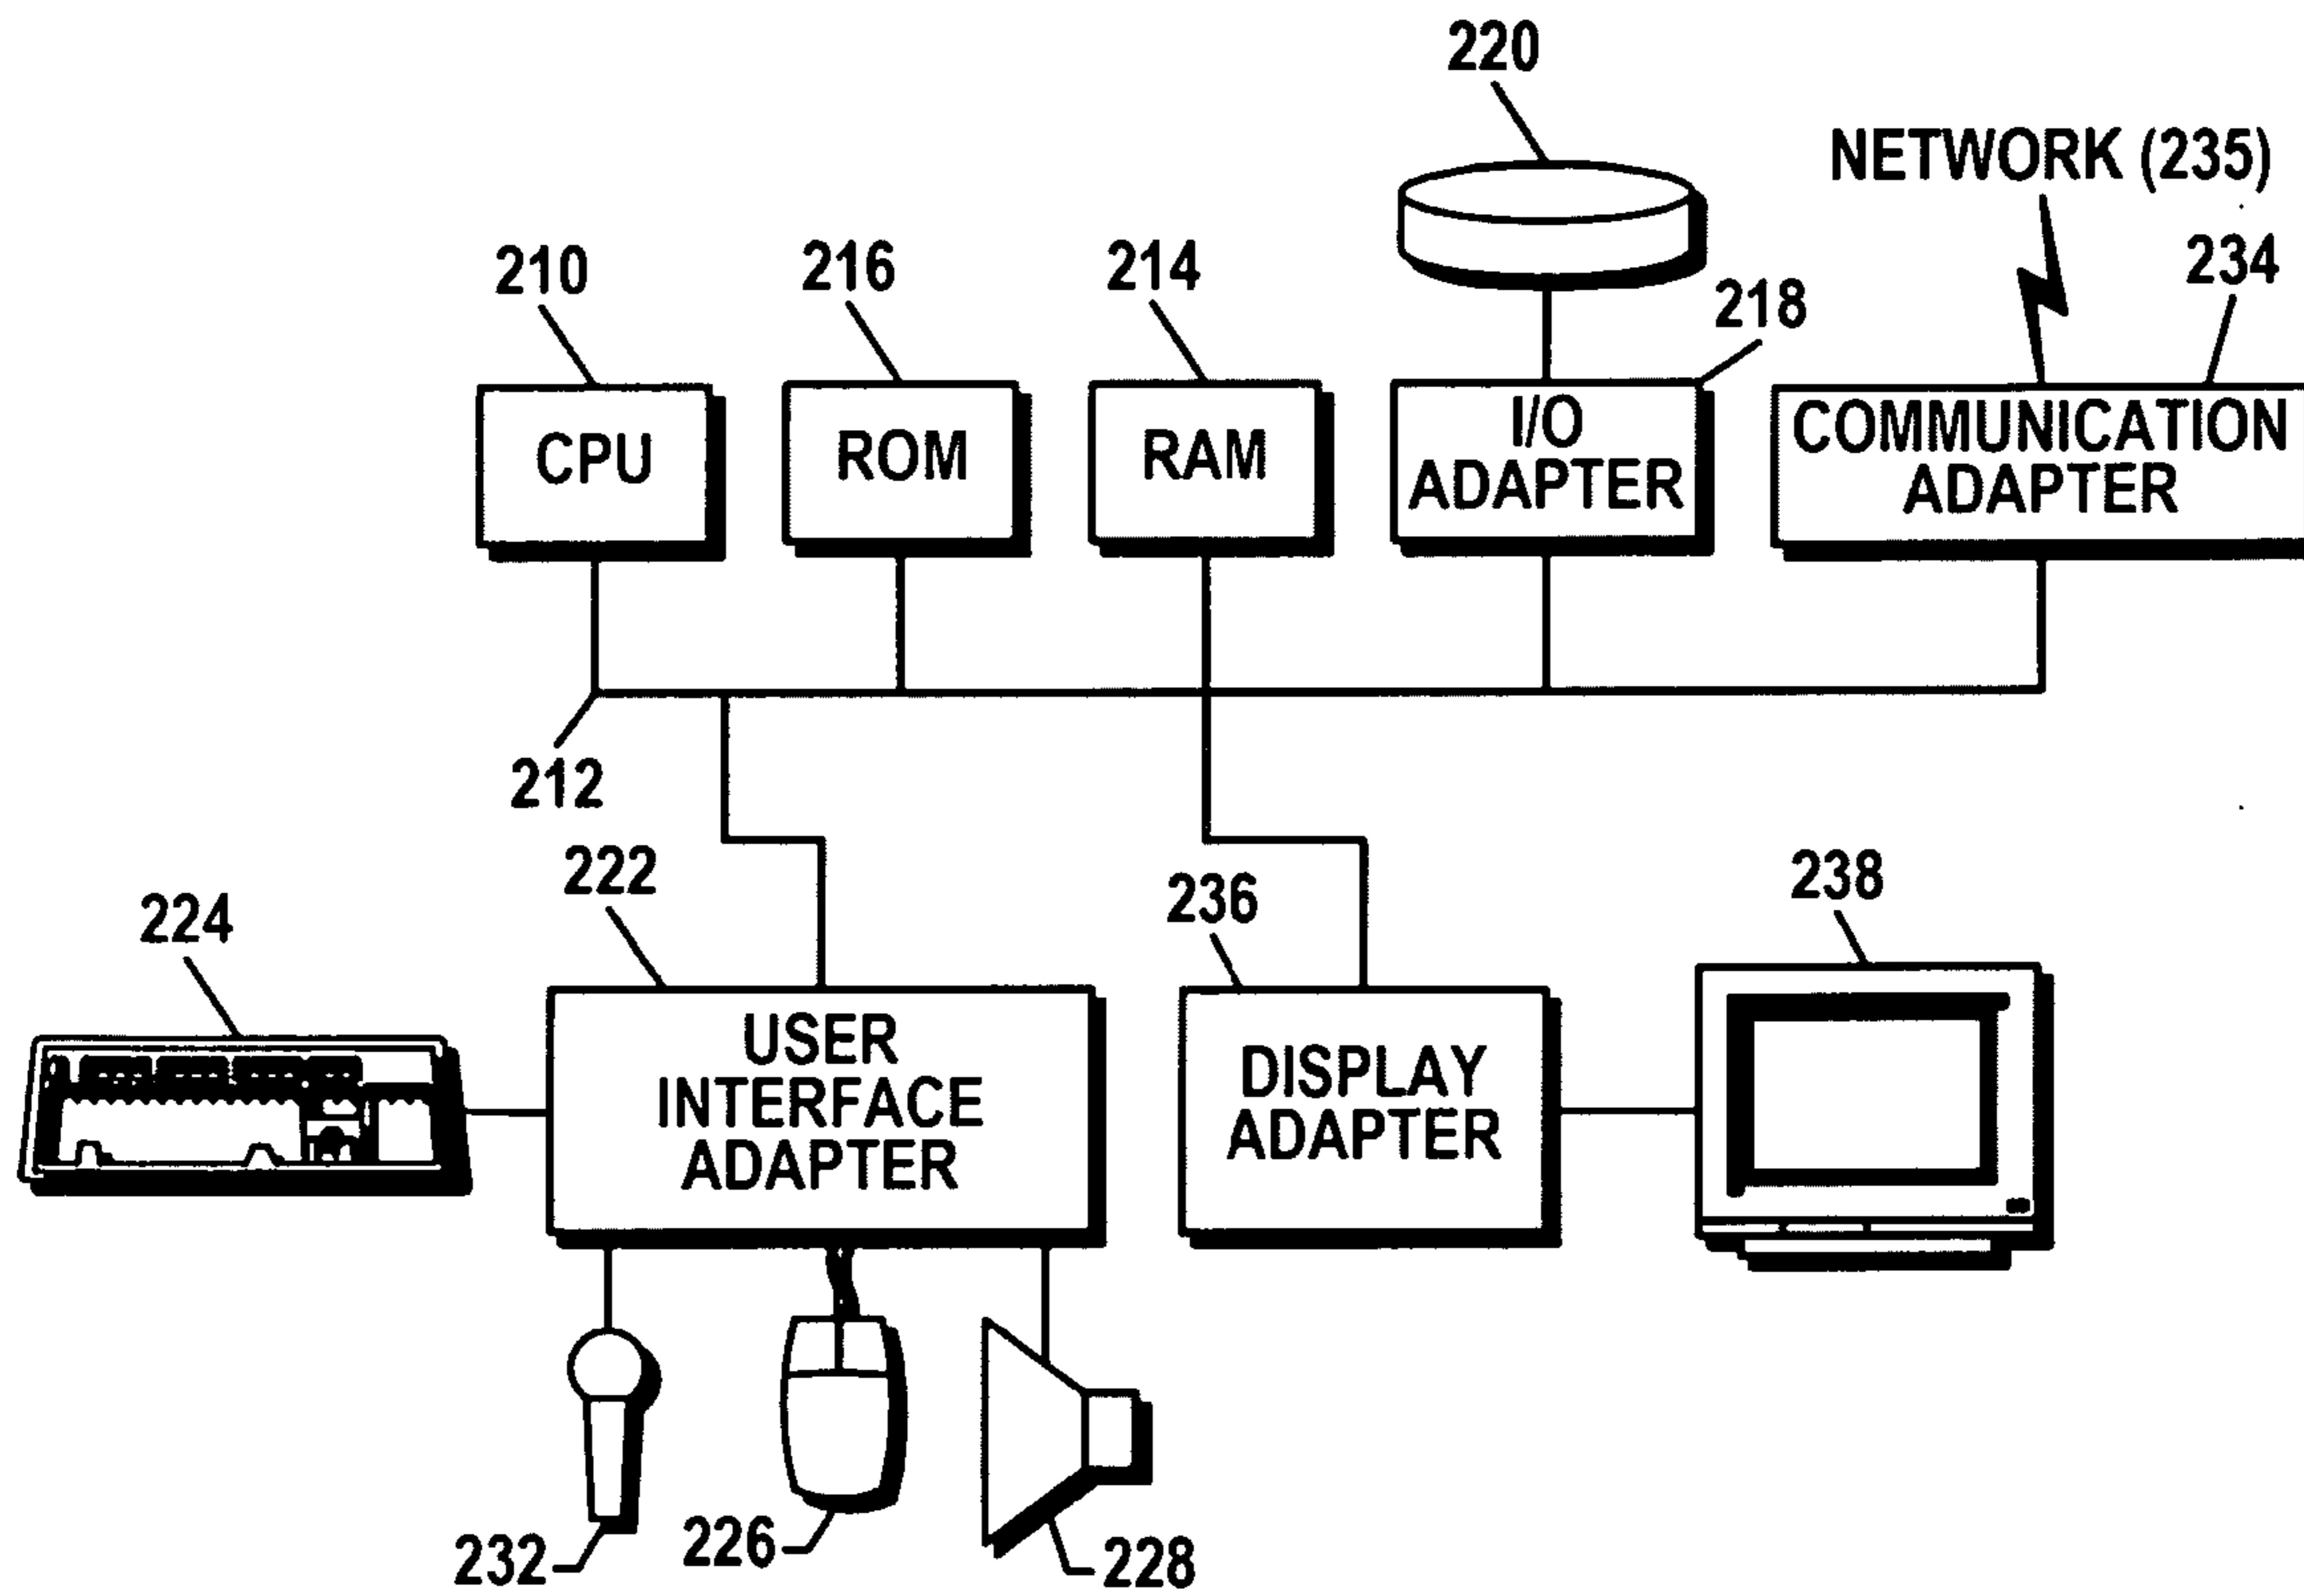 220
NETWORK (235)
210
216
214
218
234
CPU
ROM
RAM
I/O
ADAPTER
COMMUNICATION
ADAPTER
212
222
236
238
224
USER
INTERFACE
ADAPTER
DISPLAY
ADAPTER
232
226
228